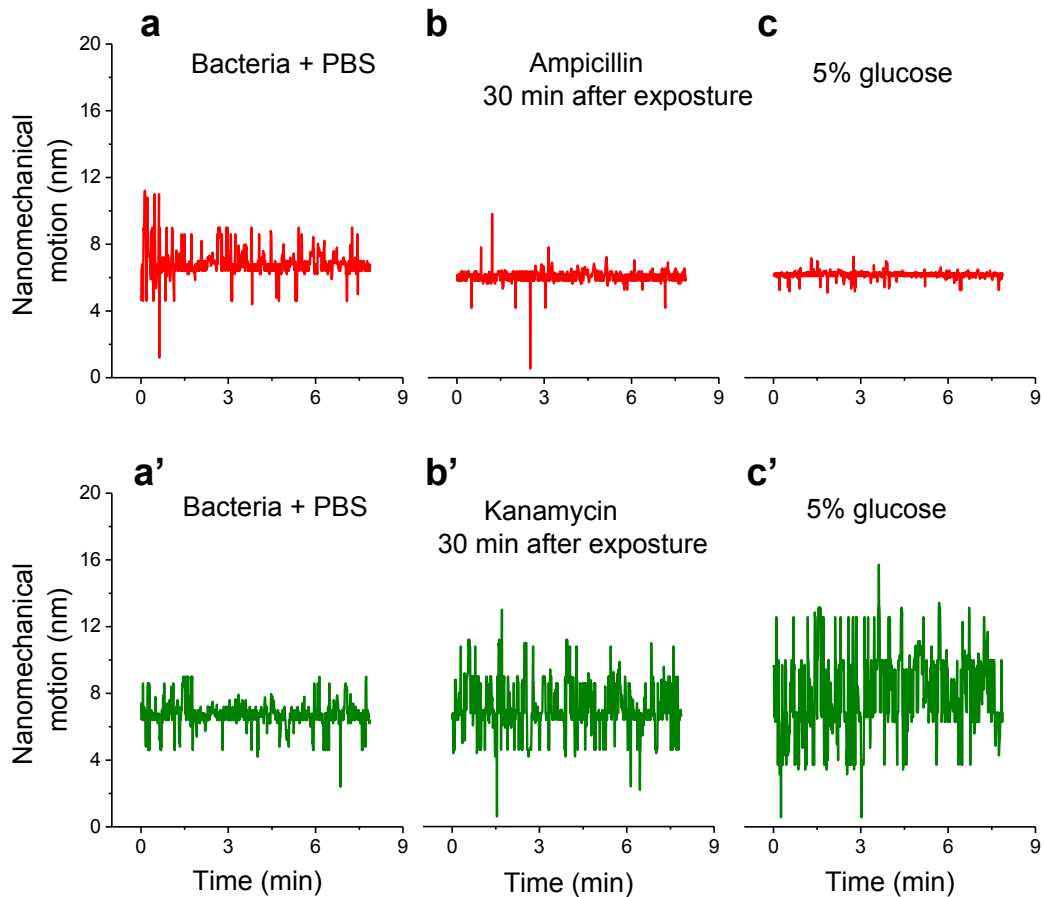 a
b
c
Bacteria + PBS
Ampicillin
30 min after exposture
5% glucose
Nanomechanical
motion (nm)
20
16
12
8
4
0
0 3 6 9
0 3 6 9
0 3 6 9
a’
b’
c’
Bacteria + PBS
Kanamycin
30 min after exposture
5% glucose
Nanomechanical
motion (nm)
20
16
12
8
4
0
0 3 6 9
0 3 6 9
0 3 6 9
Time (min)
Time (min)
Time (min)